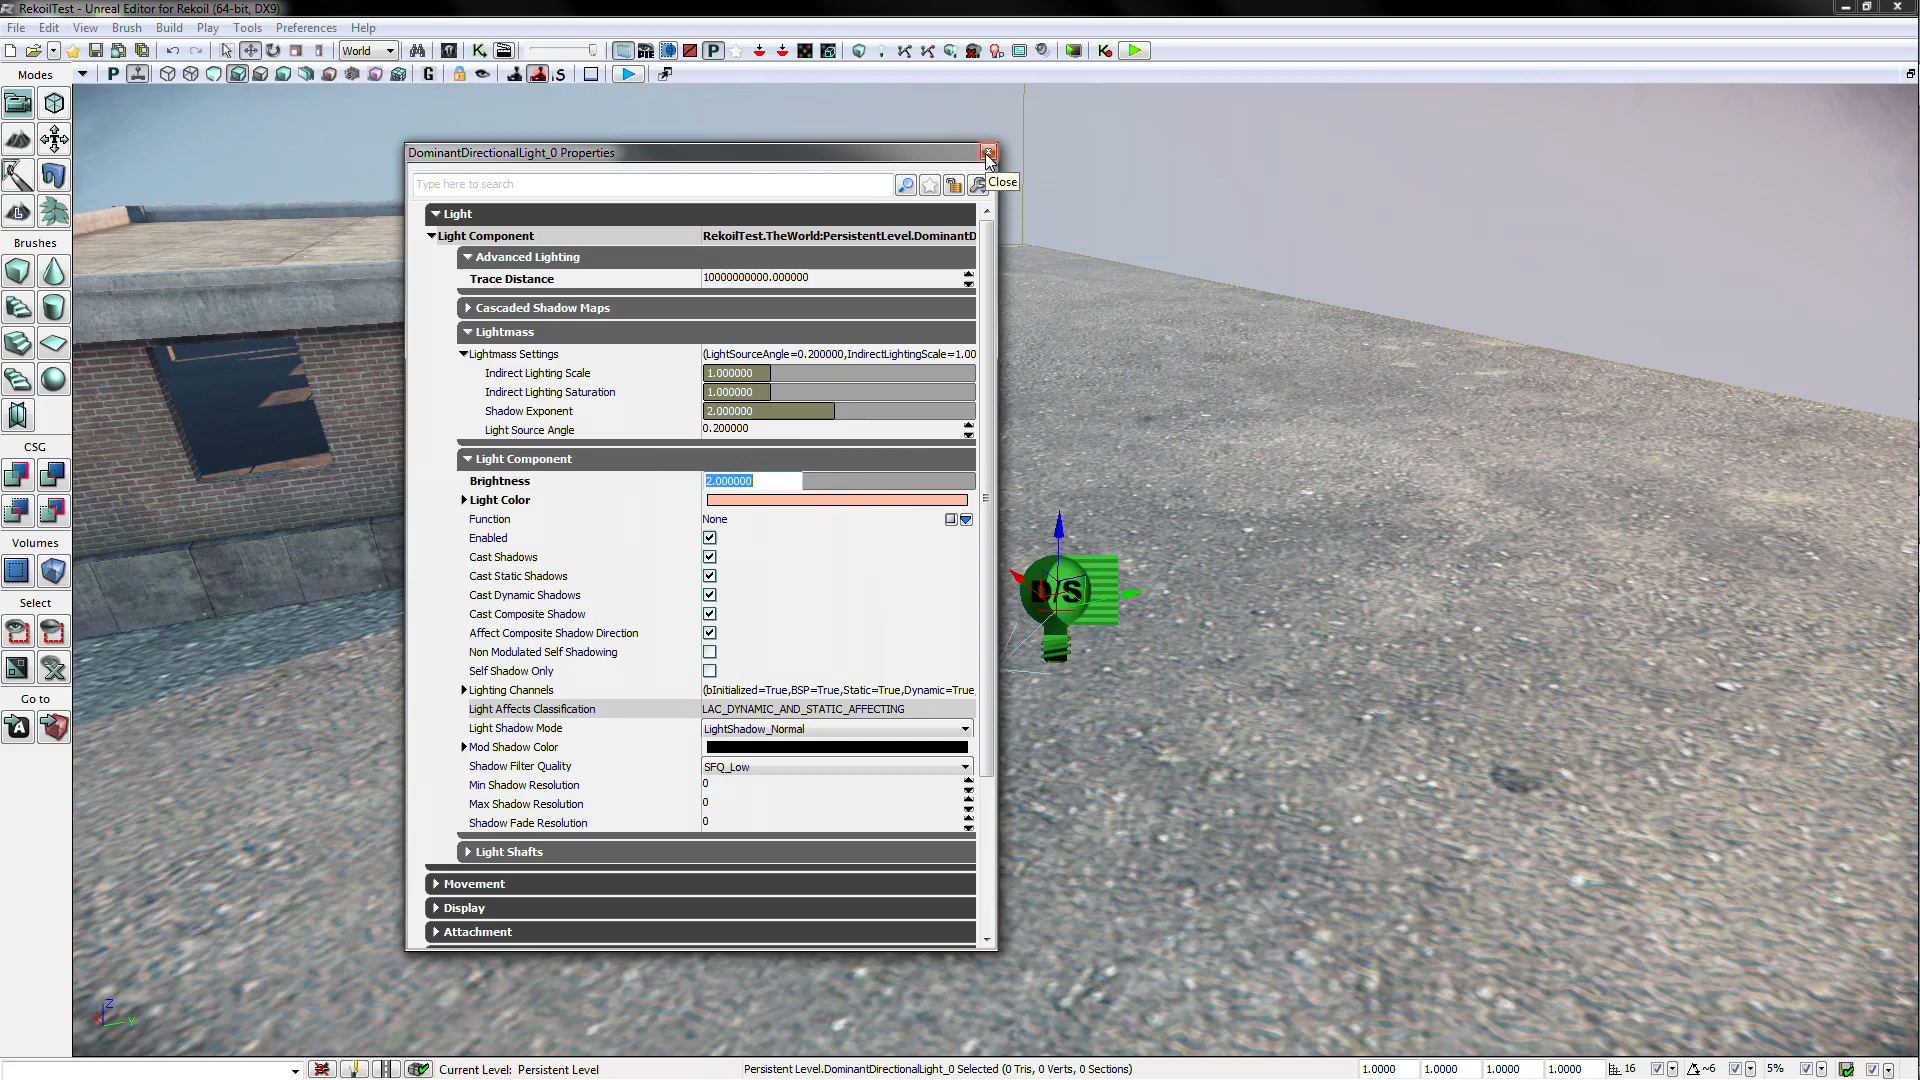 RekoilTest - Unreal Editor for Rekoil (64-bit, DX9)
File Edit View Brush Build Play Tools Preferences Help
World
Modes
Brushes
CSG
Volumes
Select
Go to
DominantDirectionalLight_0 Properties
Type here to search
Close
Light
Light Component RekoilTest.TheWorld:PersistentLevel.DominantD
Advanced Lighting
Trace Distance 10000000000.000000
Cascaded Shadow Maps
Lightmass
Lightmass Settings (LightSourceAngle=0.200000,IndirectLightingScale=1.00
Indirect Lighting Scale 1.000000
Indirect Lighting Saturation 1.000000
Shadow Exponent 2.000000
Light Source Angle 0.200000
Light Component
Brightness 2.000000
Light Color
Function None
Enabled
Cast Shadows
Cast Static Shadows
Cast Dynamic Shadows
Cast Composite Shadow
Affect Composite Shadow Direction
Non Modulated Self Shadowing
Self Shadow Only
Lighting Channels (bInitialized=True,BSP=True,Static=True,Dynamic=True,
Light Affects Classification LAC_DYNAMIC_AND_STATIC_AFFECTING
Light Shadow Mode LightShadow_Normal
Mod Shadow Color
Shadow Filter Quality SFQ_Low
Min Shadow Resolution 0
Max Shadow Resolution 0
Shadow Fade Resolution 0
Light Shafts
Movement
Display
Attachment
D/S
Z
Y
Current Level: Persistent Level
Persistent Level.DominantDirectionalLight_0 Selected (0 Tris, 0 Verts, 0 Sections)
1.0000 1.0000 1.0000 1.0000 16 ~6 5%